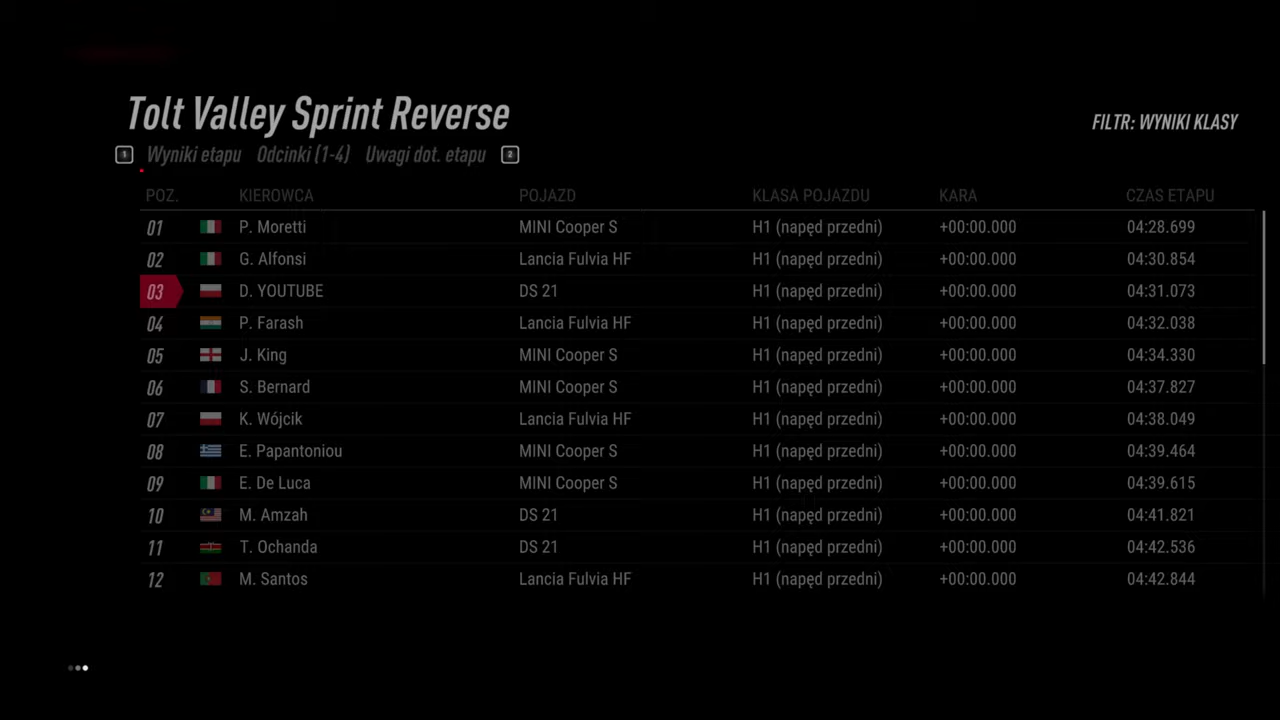 Tolt Valley Sprint Reverse
FILTR: WYNIKI KLASY
1 Wyniki etapu Odcinki (1-4) Uwagi dot. etapu 2
POZ. KIEROWCA POJAZD KLASA POJAZDU KARA CZAS ETAPU
01 P. Moretti MINI Cooper S H1 (napęd przedni) +00:00.000 04:28.699
02 G. Alfonsi Lancia Fulvia HF H1 (napęd przedni) +00:00.000 04:30.854
03 D. YOUTUBE DS 21 H1 (napęd przedni) +00:00.000 04:31.073
04 P. Farash Lancia Fulvia HF H1 (napęd przedni) +00:00.000 04:32.038
05 J. King MINI Cooper S H1 (napęd przedni) +00:00.000 04:34.330
06 S. Bernard MINI Cooper S H1 (napęd przedni) +00:00.000 04:37.827
07 K. Wójcik Lancia Fulvia HF H1 (napęd przedni) +00:00.000 04:38.049
08 E. Papantoniou MINI Cooper S H1 (napęd przedni) +00:00.000 04:39.464
09 E. De Luca MINI Cooper S H1 (napęd przedni) +00:00.000 04:39.615
10 M. Amzah DS 21 H1 (napęd przedni) +00:00.000 04:41.821
11 T. Ochanda DS 21 H1 (napęd przedni) +00:00.000 04:42.536
12 M. Santos Lancia Fulvia HF H1 (napęd przedni) +00:00.000 04:42.844